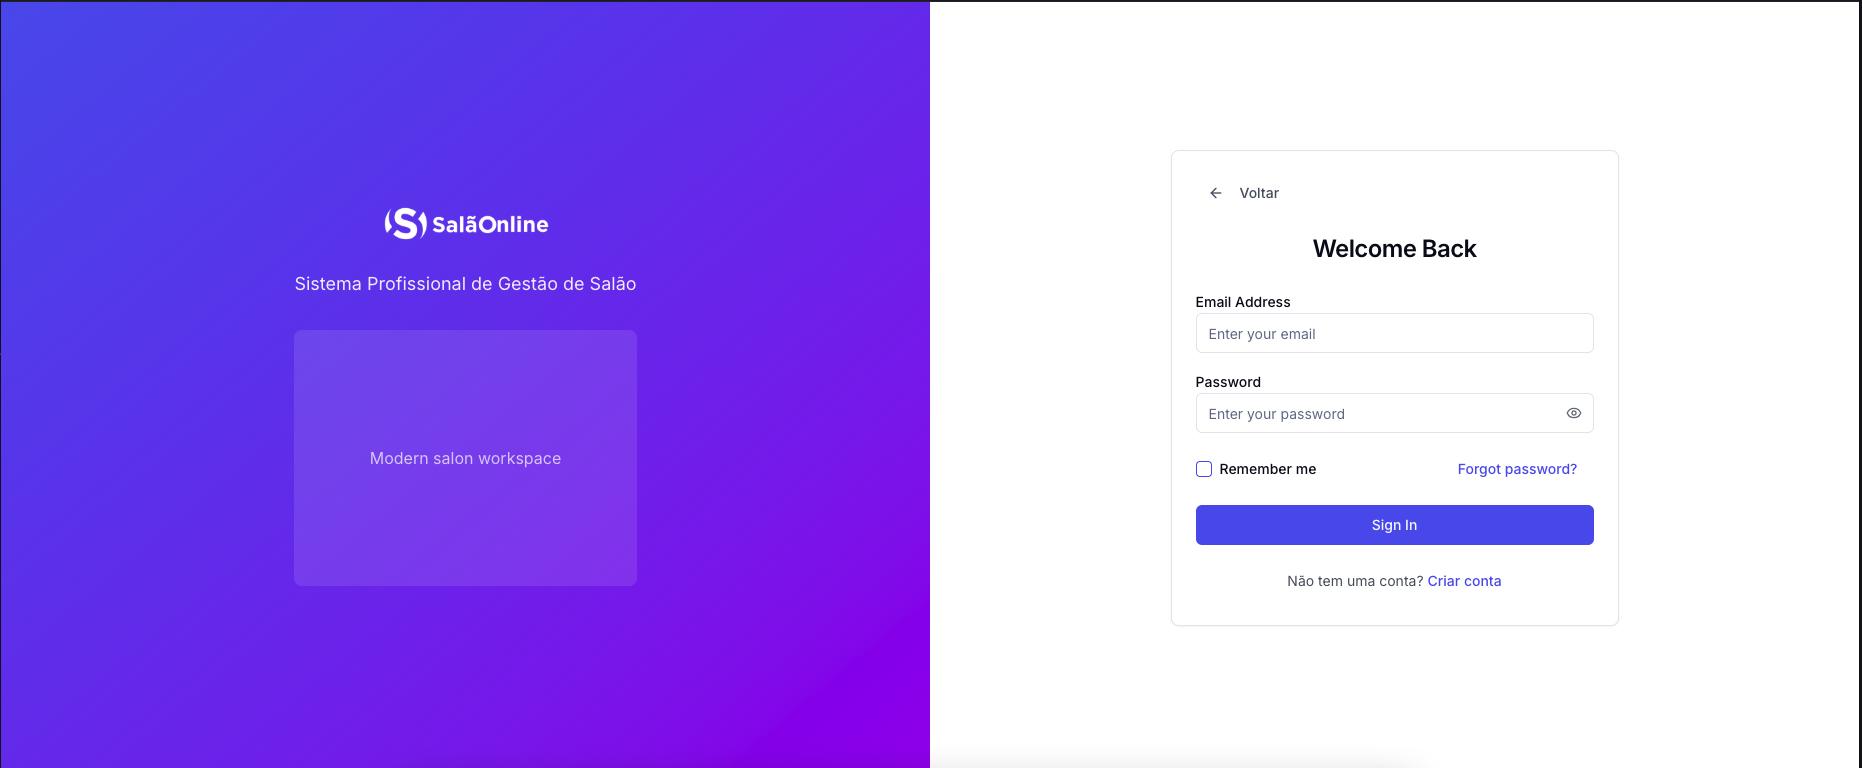 SalãOnline
Sistema Profissional de Gestão de Salão
Modern salon workspace
Voltar
Welcome Back
Email Address
Enter your email
Password
Enter your password
Remember me
Forgot password?
Sign In
Não tem uma conta? Criar conta